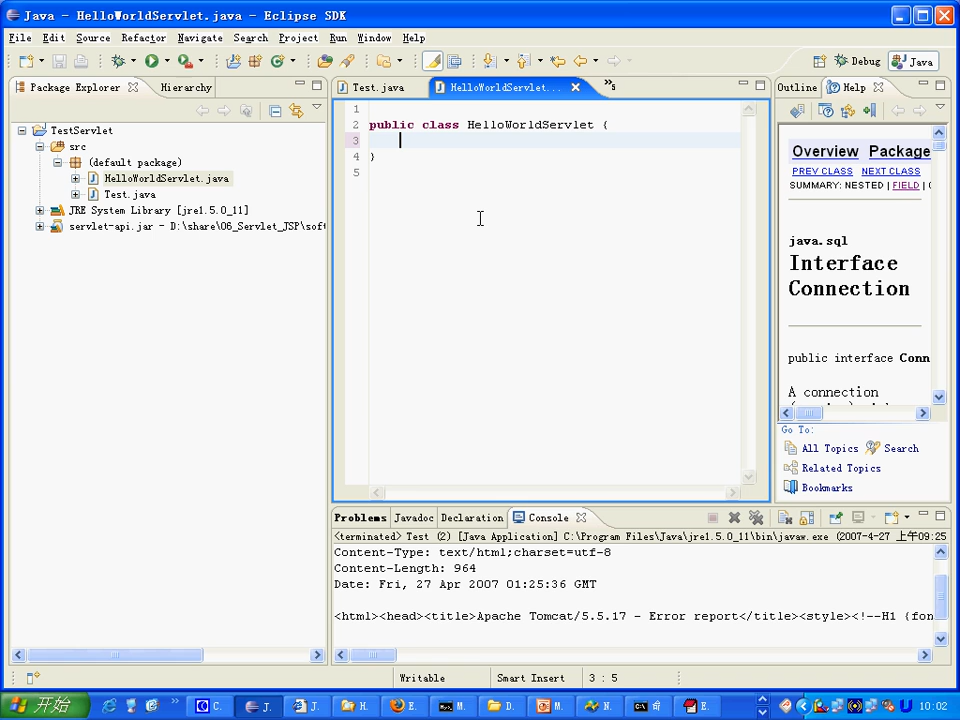 Java - HelloWorldServlet.java - Eclipse SDK
File Edit Source Refactor Navigate Search Project Run Window Help
Debug Java
Package Explorer Hierarchy
Test.java HelloWorldServlet... »5
Outline Help
TestServlet
src
(default package)
HelloWorldServlet.java
Test.java
JRE System Library [jre1.5.0_11]
servlet-api.jar - D:\share\06_Servlet_JSP\soft
1
2 public class HelloWorldServlet {
3
4 }
5
Overview Package
PREV CLASS NEXT CLASS
SUMMARY: NESTED | FIELD |
java.sql
Interface
Connection
public interface Conn
A connection
Go To:
All Topics Search
Related Topics
Bookmarks
Problems Javadoc Declaration Console
<terminated> Test (2) [Java Application] C:\Program Files\Java\jre1.5.0_11\bin\javaw.exe (2007-4-27 上午09:25
Content-Type: text/html;charset=utf-8
Content-Length: 964
Date: Fri, 27 Apr 2007 01:25:36 GMT
<html><head><title>Apache Tomcat/5.5.17 - Error report</title><style><!--H1 {fon
Writable Smart Insert 3 : 5
开始 C. J. J. H. E. M. D. M. N. E. 10:02